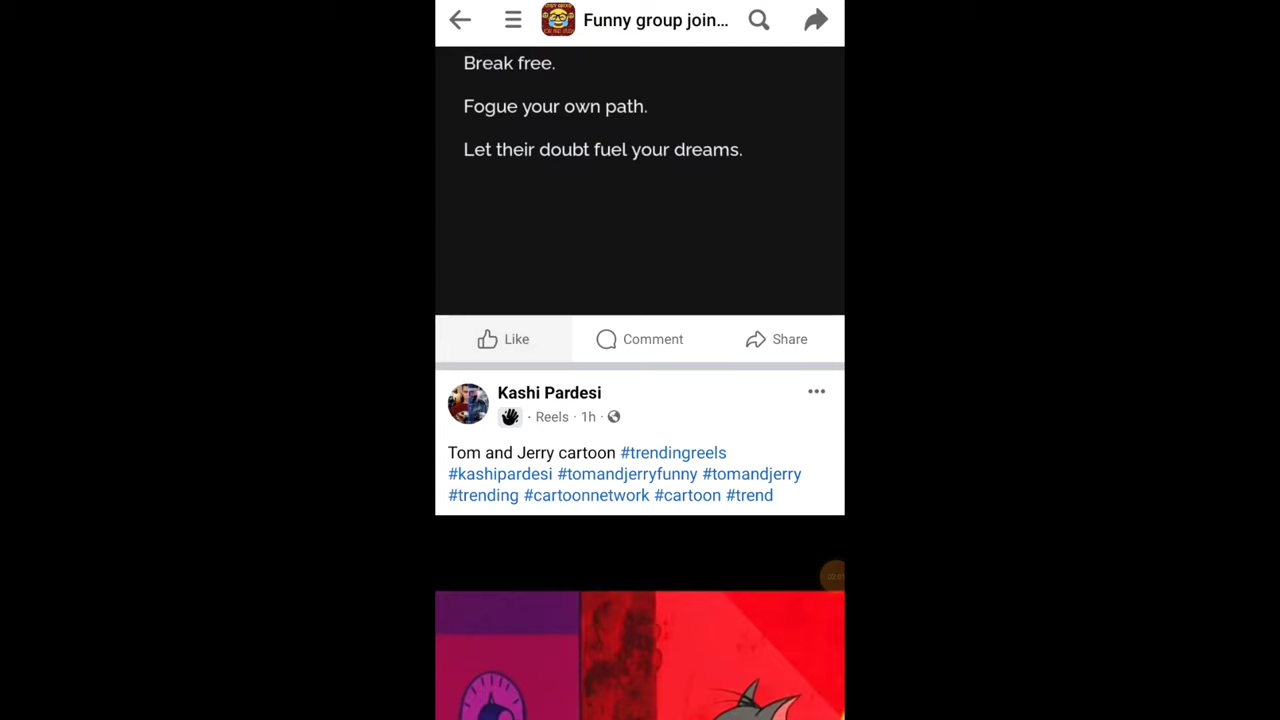 Funny group join...
Break free.
Fogue your own path.
Let their doubt fuel your dreams.
Like
Comment
Share
Kashi Pardesi
· Reels · 1h ·
Tom and Jerry cartoon #trendingreels
#kashipardesi #tomandjerryfunny #tomandjerry
#trending #cartoonnetwork #cartoon #trend